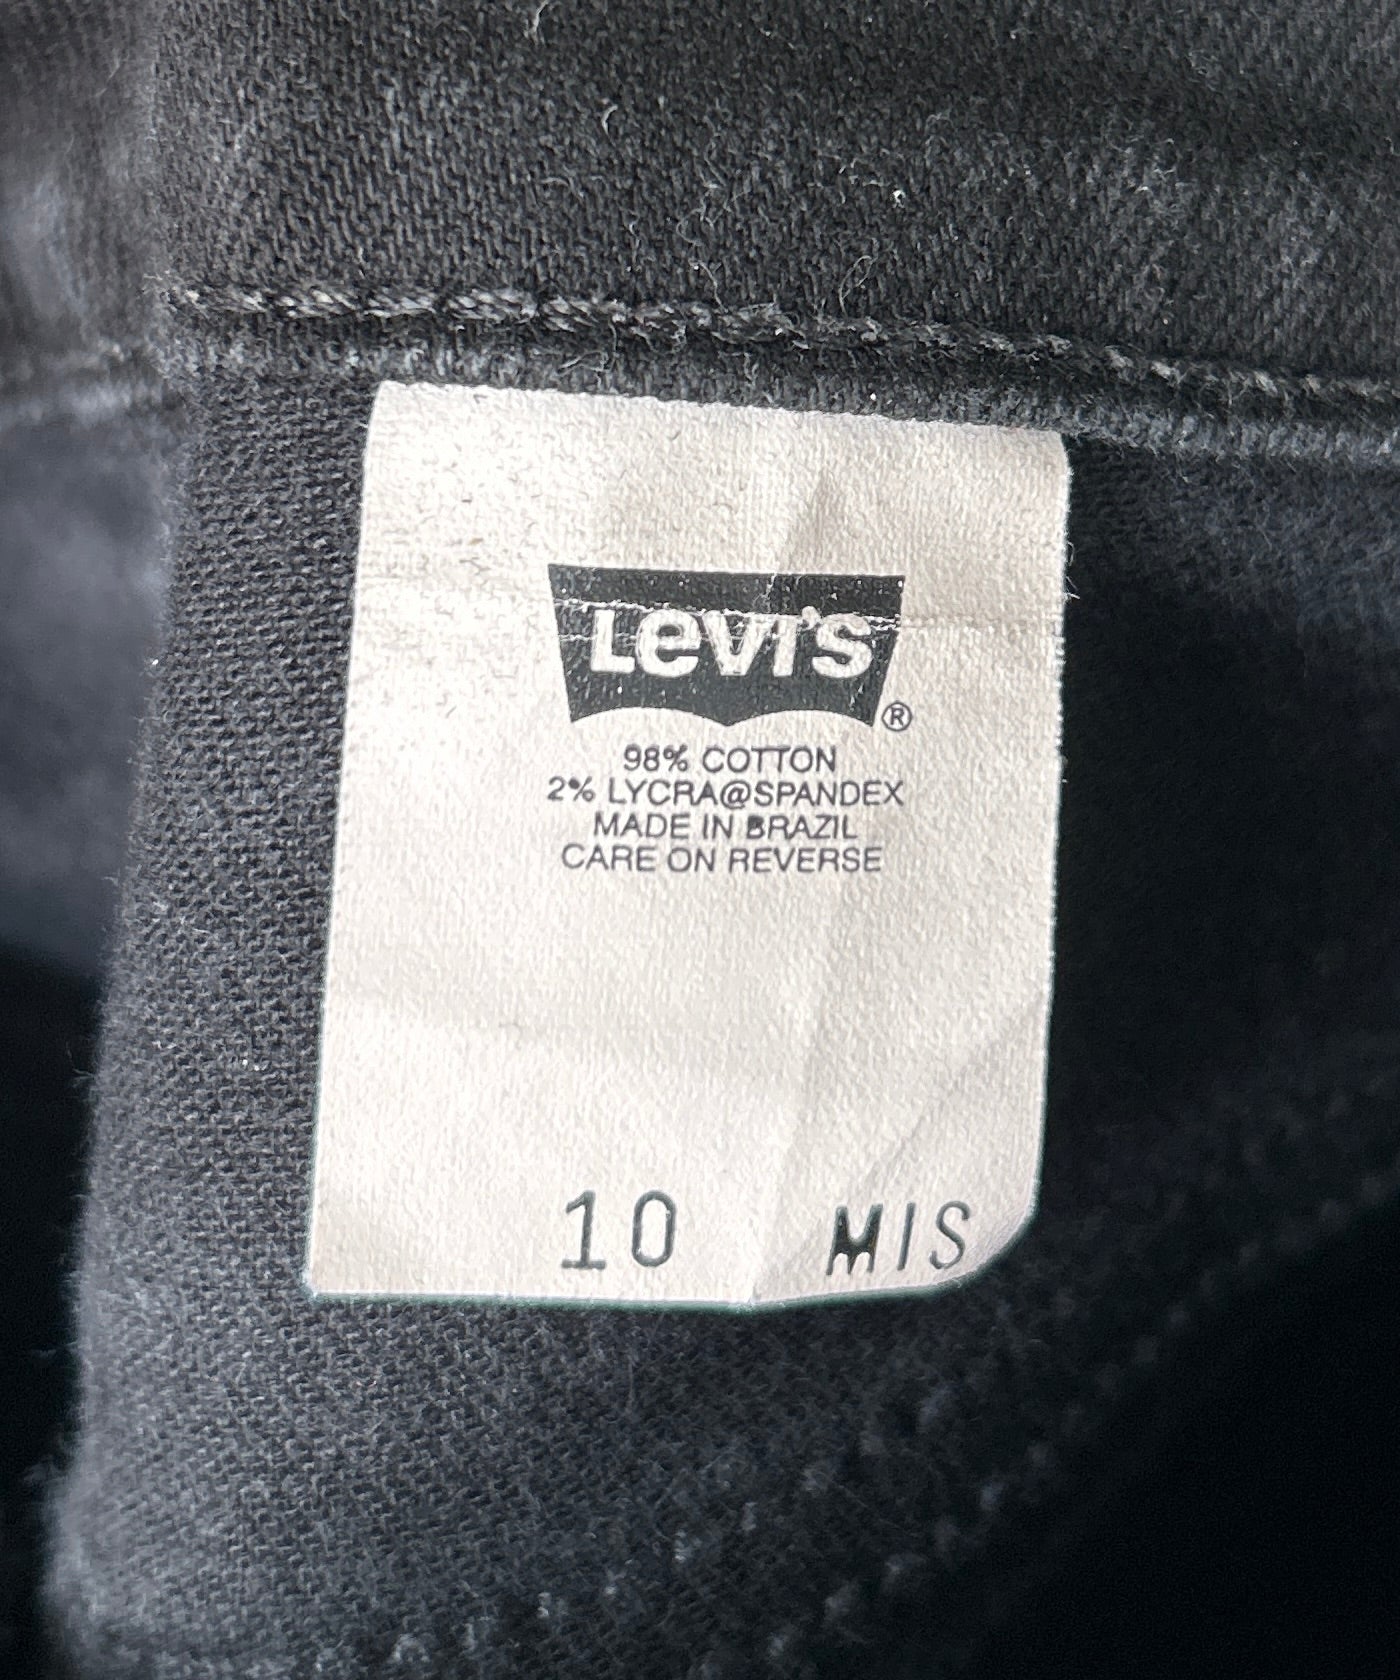 Levi's ®
98% COTTON
2% LYCRA@SPANDEX
MADE IN BRAZIL
CARE ON REVERSE
10 MIS